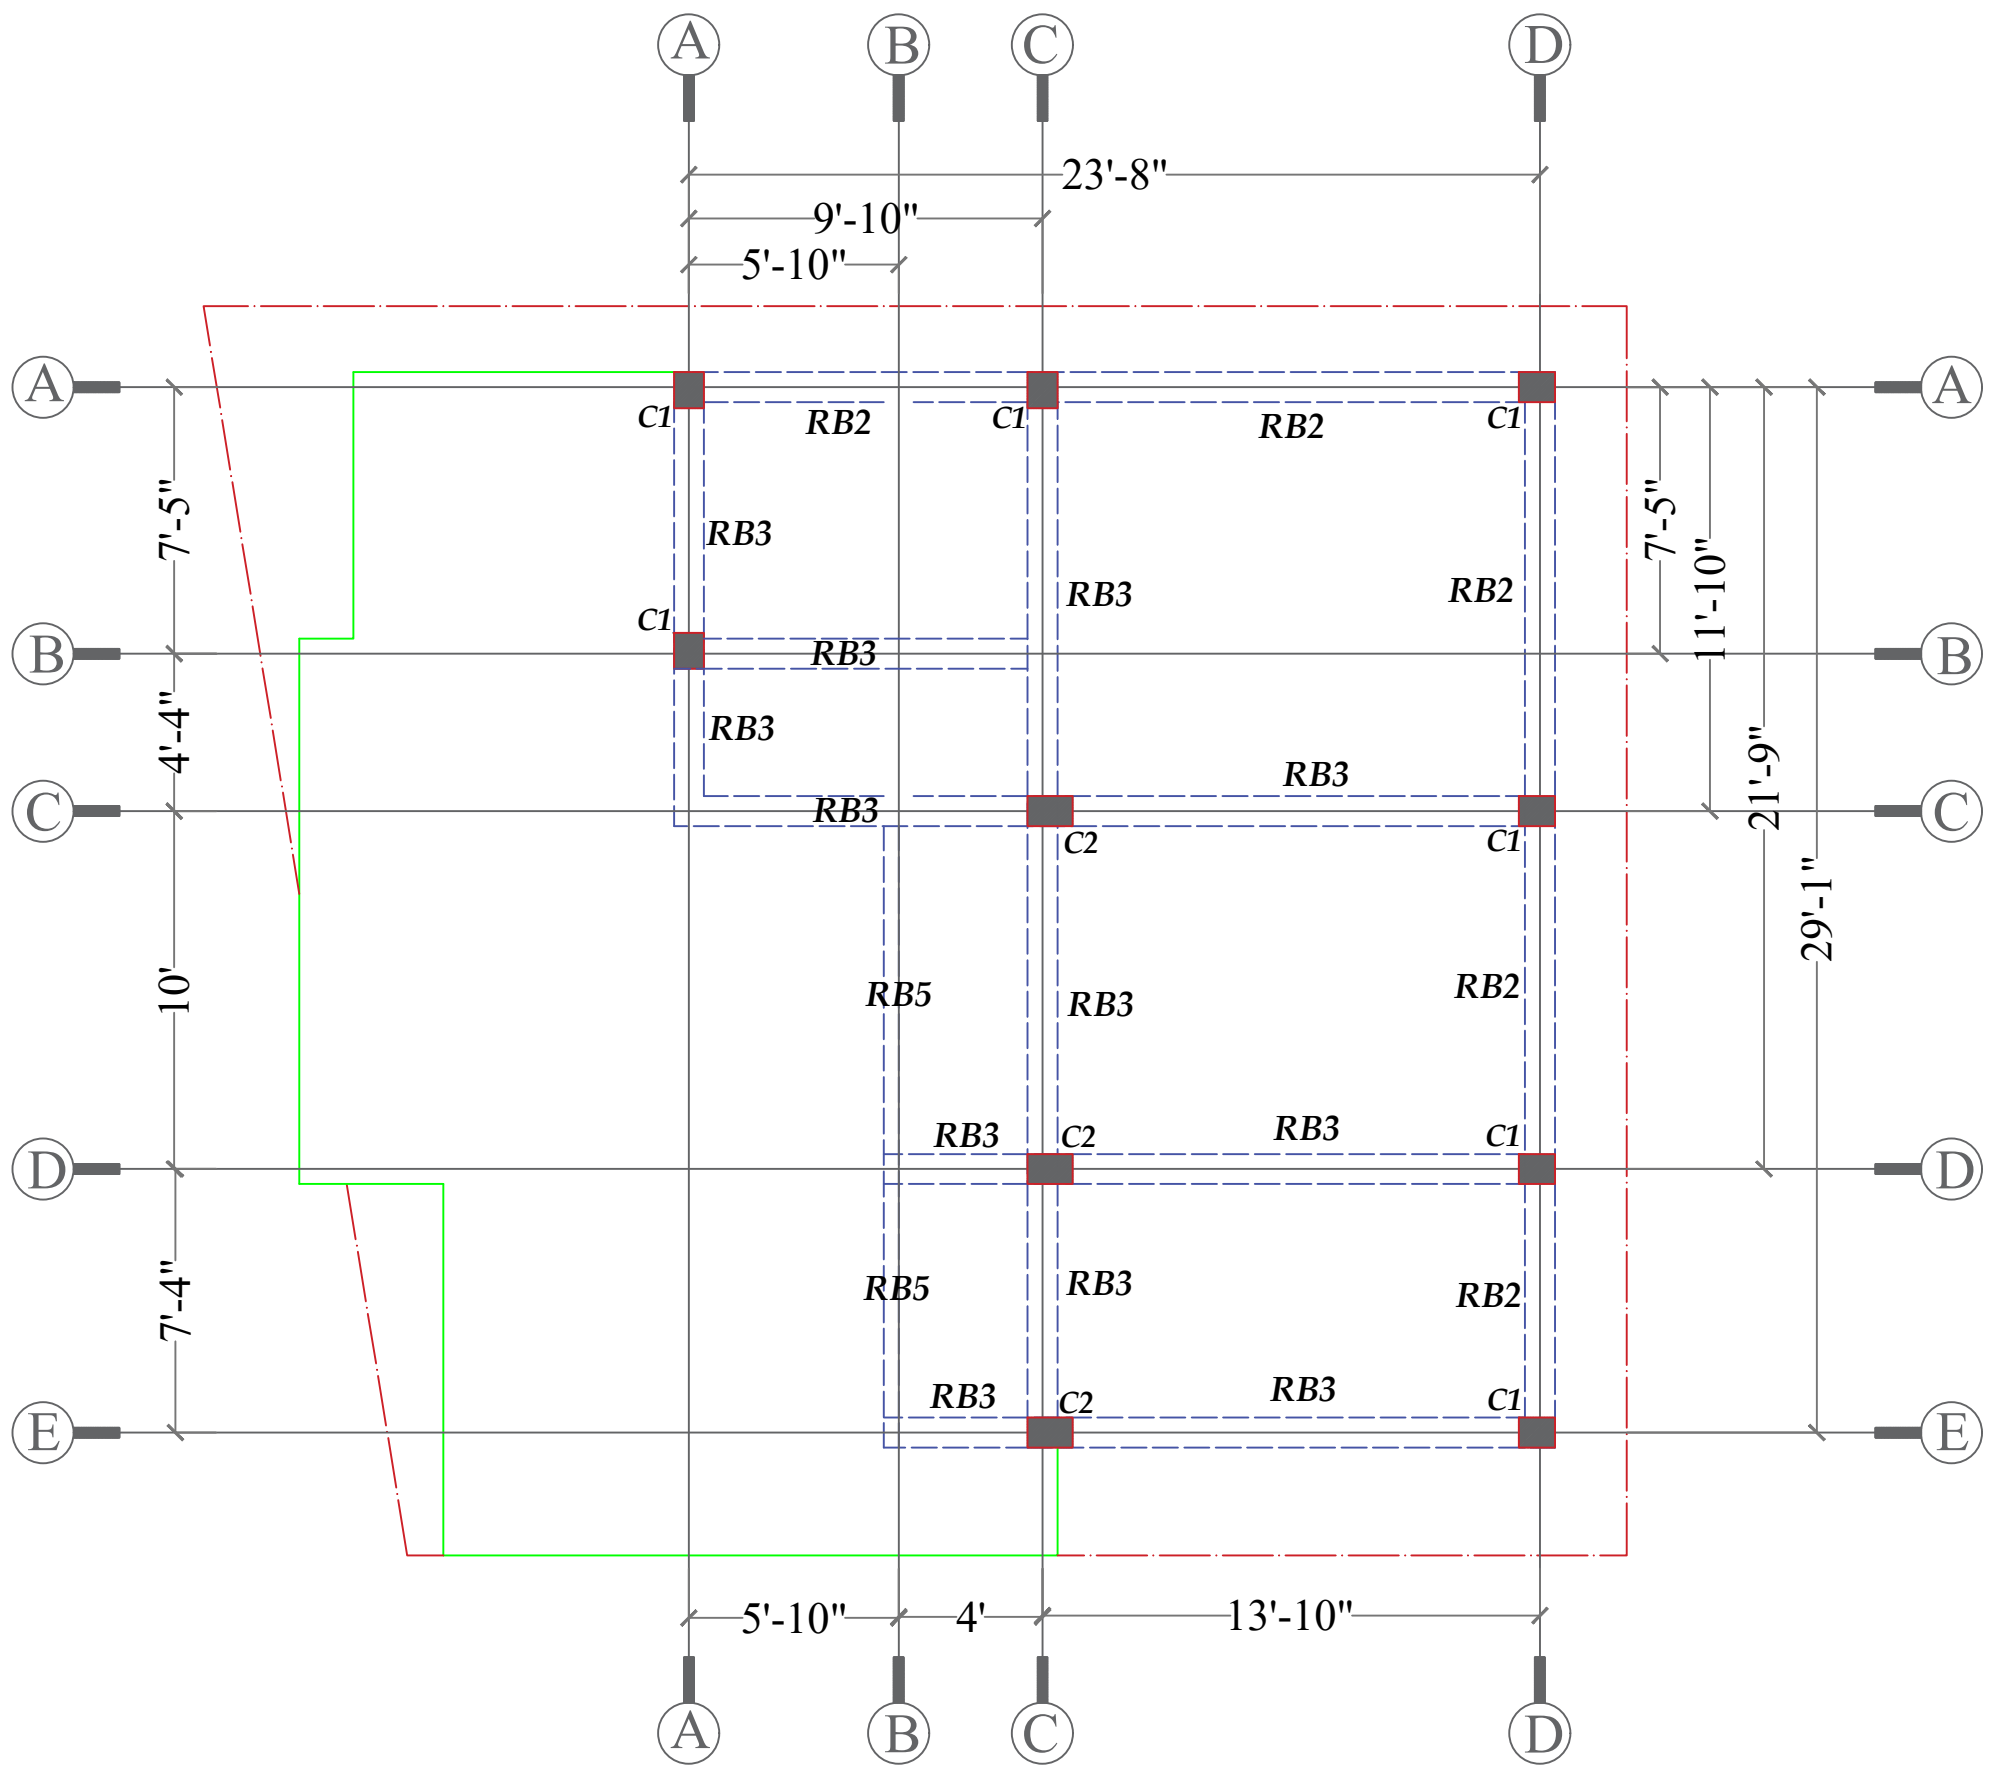 A B C D
23'-8"
9'-10"
5'-10"
A A
C1 RB2 C1 RB2 C1
7'-5" RB3 7'-5"
RB3 RB2 11'-10"
C1
B RB3 B
4'-4" RB3 21'-9"
RB3
C RB3 C
C2 C1
29'-1"
10' RB5 RB3 RB2
RB3 C2 RB3 C1
D D
7'-4" RB5 RB3 RB2
RB3 C2 RB3 C1
E E
5'-10" 4' 13'-10"
A B C D